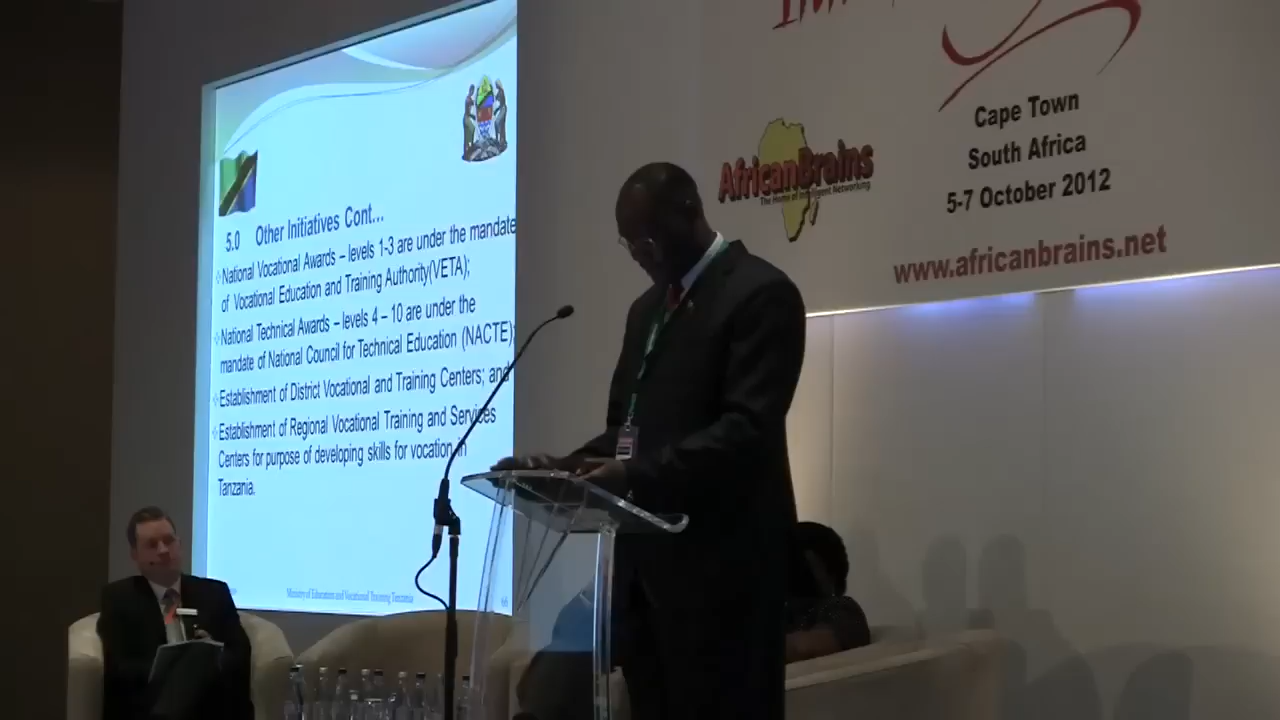 5.0 Other Initiatives Cont...
National Vocational Awards – levels 1-3 are under the mandate
of Vocational Education and Training Authority(VETA);
National Technical Awards – levels 4 – 10 are under the
mandate of National Council for Technical Education (NACTE);
Establishment of District Vocational and Training Centers; and
Establishment of Regional Vocational Training and Services
Centers for purpose of developing skills for vocation in
Tanzania.
Ministry of Education and Vocational Training Tanzania
AfricanBrains
The Home of Intelligent Networking
Cape Town
South Africa
5-7 October 2012
www.africanbrains.net